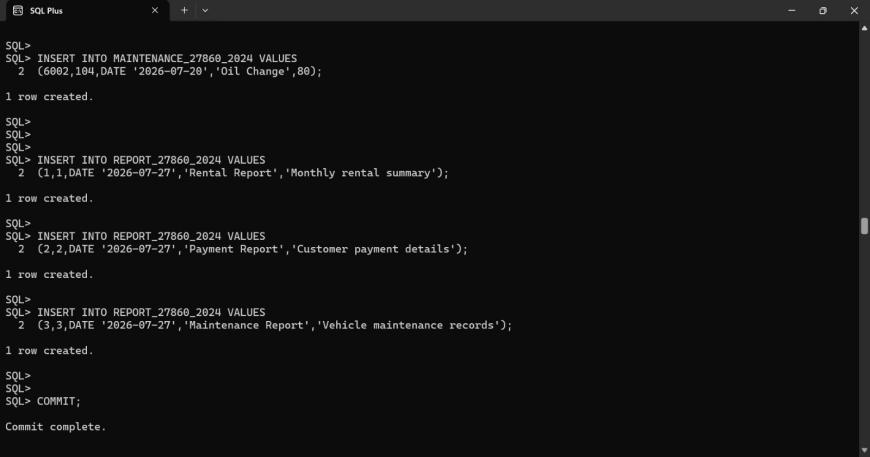 SQL Plus
SQL>
SQL> INSERT INTO MAINTENANCE_27860_2024 VALUES
2 (6002,104,DATE '2026-07-20','Oil Change',80);
1 row created.
SQL>
SQL>
SQL>
SQL> INSERT INTO REPORT_27860_2024 VALUES
2 (1,1,DATE '2026-07-27','Rental Report','Monthly rental summary');
1 row created.
SQL>
SQL> INSERT INTO REPORT_27860_2024 VALUES
2 (2,2,DATE '2026-07-27','Payment Report','Customer payment details');
1 row created.
SQL>
SQL> INSERT INTO REPORT_27860_2024 VALUES
2 (3,3,DATE '2026-07-27','Maintenance Report','Vehicle maintenance records');
1 row created.
SQL>
SQL>
SQL> COMMIT;
Commit complete.